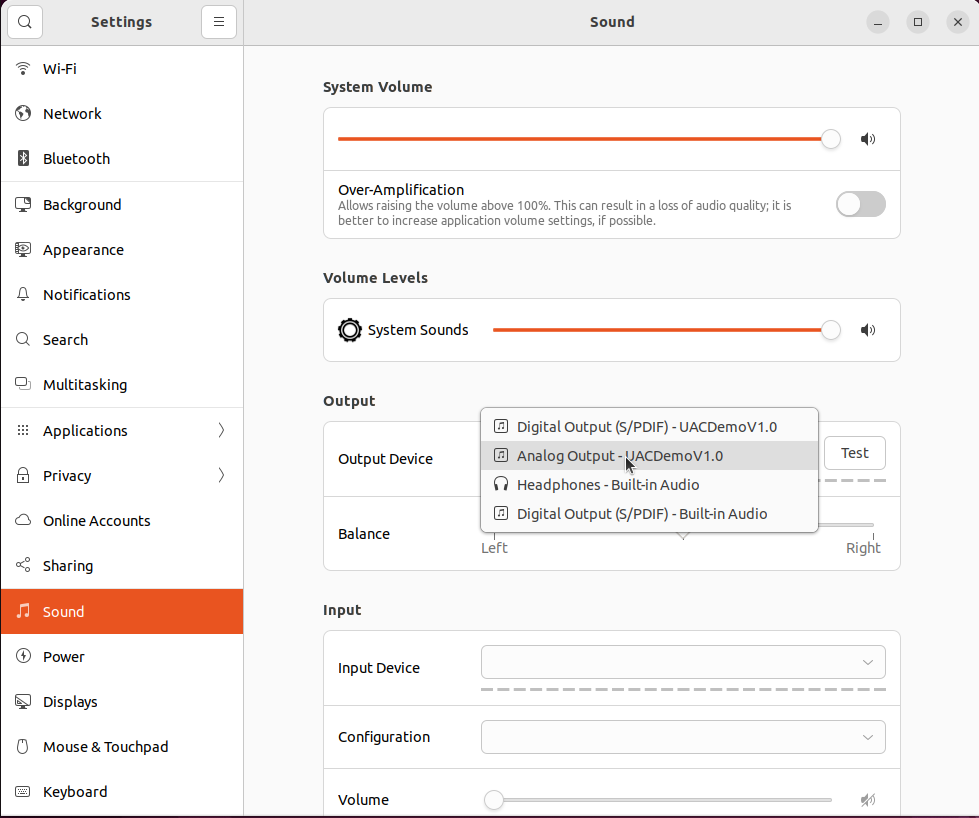 Settings
Sound
Wi-Fi
Network
Bluetooth
Background
Appearance
Notifications
Search
Multitasking
Applications
Privacy
Online Accounts
Sharing
Sound
Power
Displays
Mouse & Touchpad
Keyboard
System Volume
Over-Amplification
Allows raising the volume above 100%. This can result in a loss of audio quality; it is
better to increase application volume settings, if possible.
Volume Levels
System Sounds
Output
Output Device
Digital Output (S/PDIF) - UACDemoV1.0
Analog Output - UACDemoV1.0
Headphones - Built-in Audio
Digital Output (S/PDIF) - Built-in Audio
Test
Balance
Left
Right
Input
Input Device
Configuration
Volume